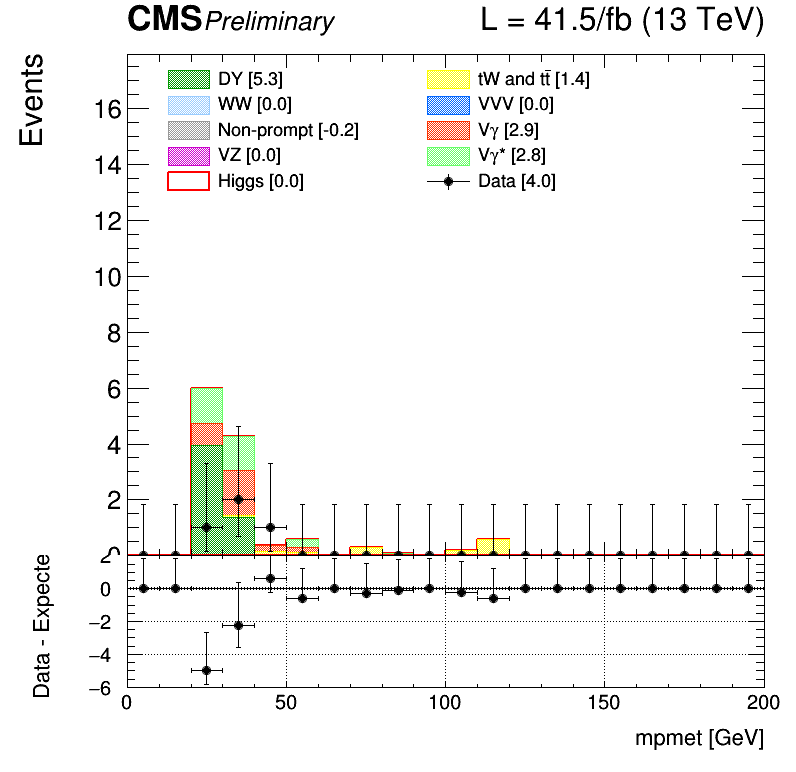 CMS Preliminary L = 41.5/fb (13 TeV)
Events
DY [5.3]
WW [0.0]
Non-prompt [-0.2]
VZ [0.0]
Higgs [0.0]
tW and tt̄ [1.4]
VVV [0.0]
Vγ [2.9]
Vγ* [2.8]
Data [4.0]
16
14
12
10
8
6
4
2
Data - Expecte
2
0
−2
−4
−6
0 50 100 150 200
mpmet [GeV]